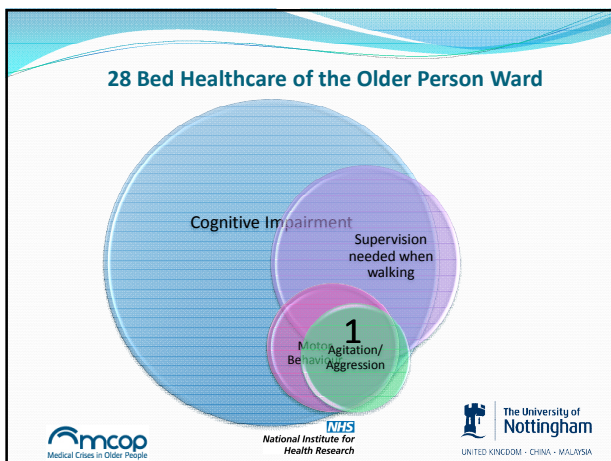 28 Bed Healthcare of the Older Person Ward
Cognitive Impairment
Supervision
needed when
walking
1
Motor
Behaviour
Agitation/
Aggression
mcop
Medical Crises in Older People
NHS
National Institute for
Health Research
The University of
Nottingham
UNITED KINGDOM · CHINA · MALAYSIA